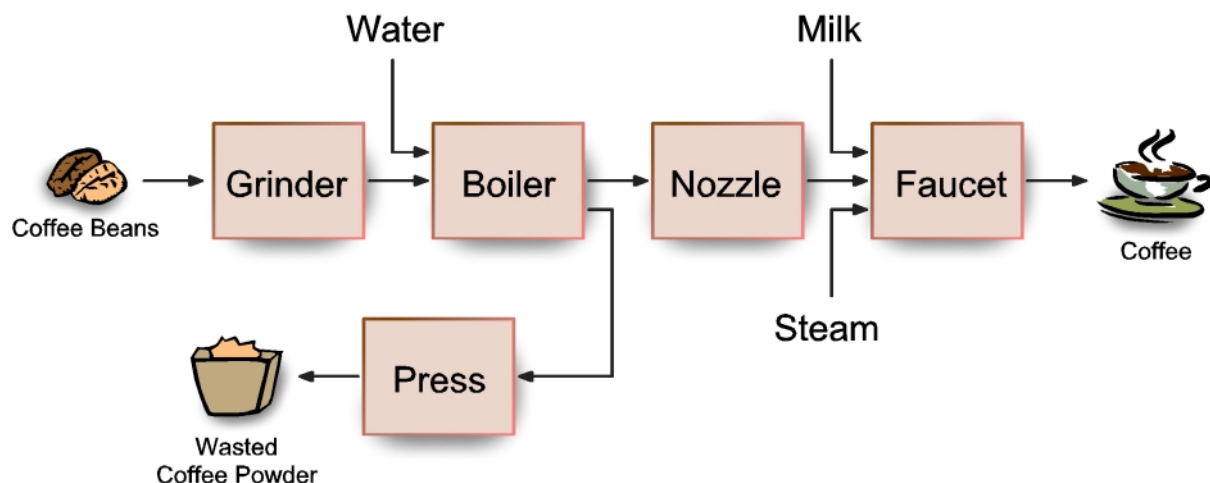 Water
Milk
Grinder
Boiler
Nozzle
Faucet
Coffee Beans
Coffee
Steam
Press
Wasted
Coffee Powder